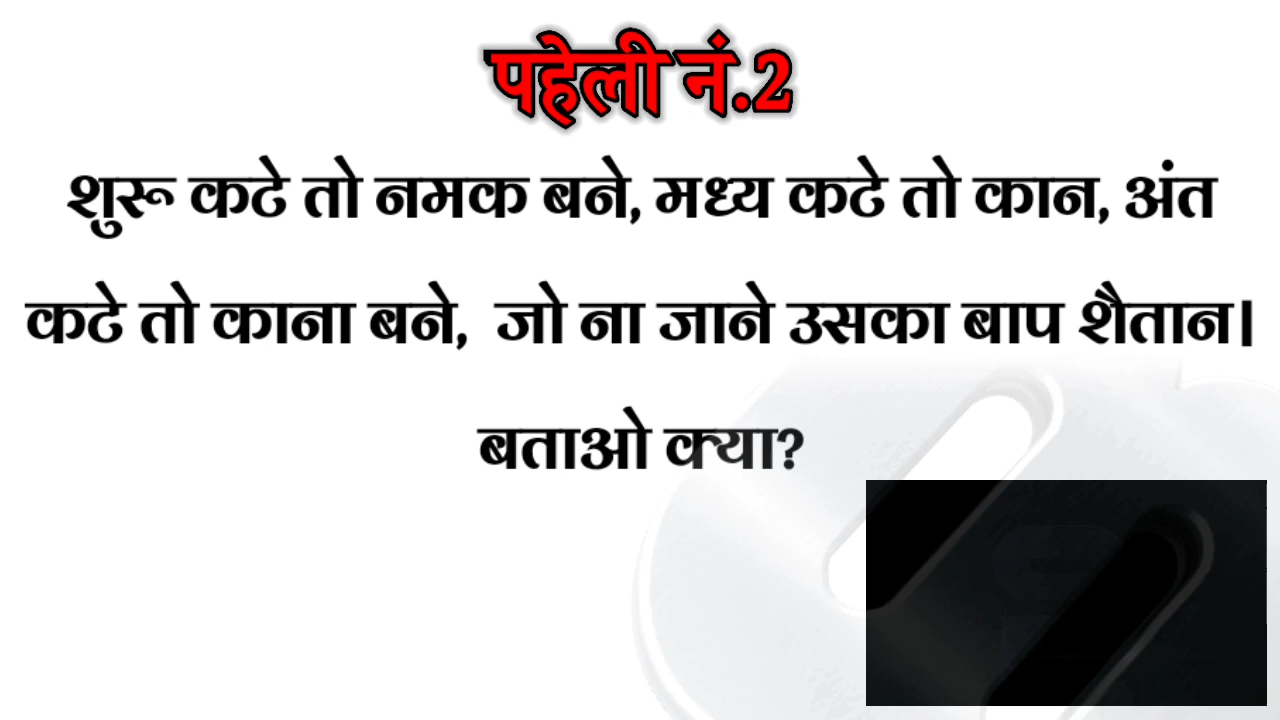 पहेली नं.2
शुरू कटे तो नमक बने, मध्य कटे तो कान, अंत
कटे तो काना बने, जो ना जाने उसका बाप शैतान।
बताओ क्या?